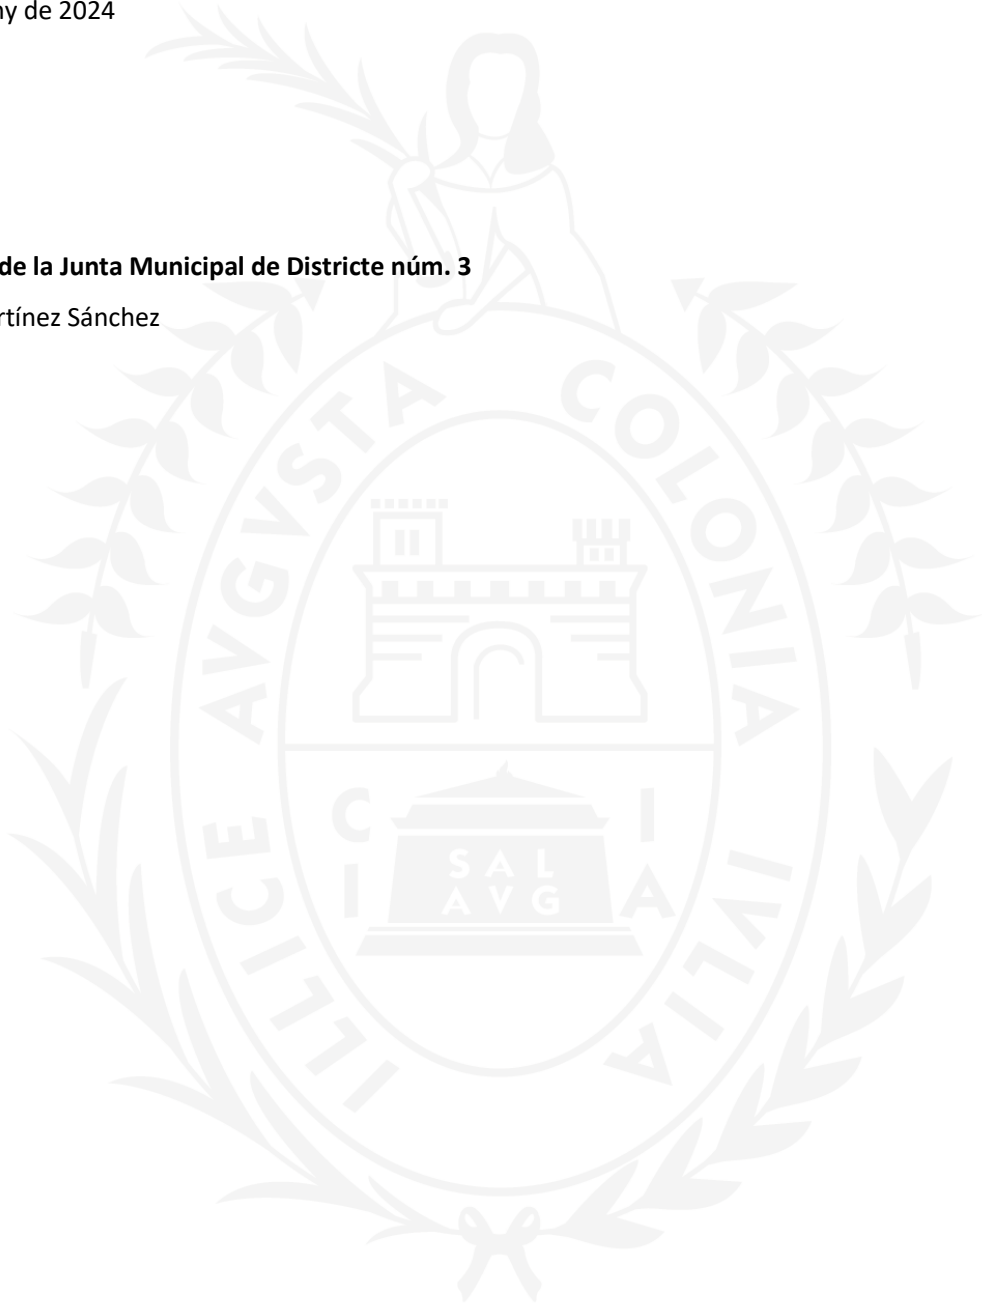 ny de 2024
de la Junta Municipal de Districte núm. 3
rtínez Sánchez
ILLICE AVGVSTA COLONIA IVLIA
C I
I A
SAL
AVG